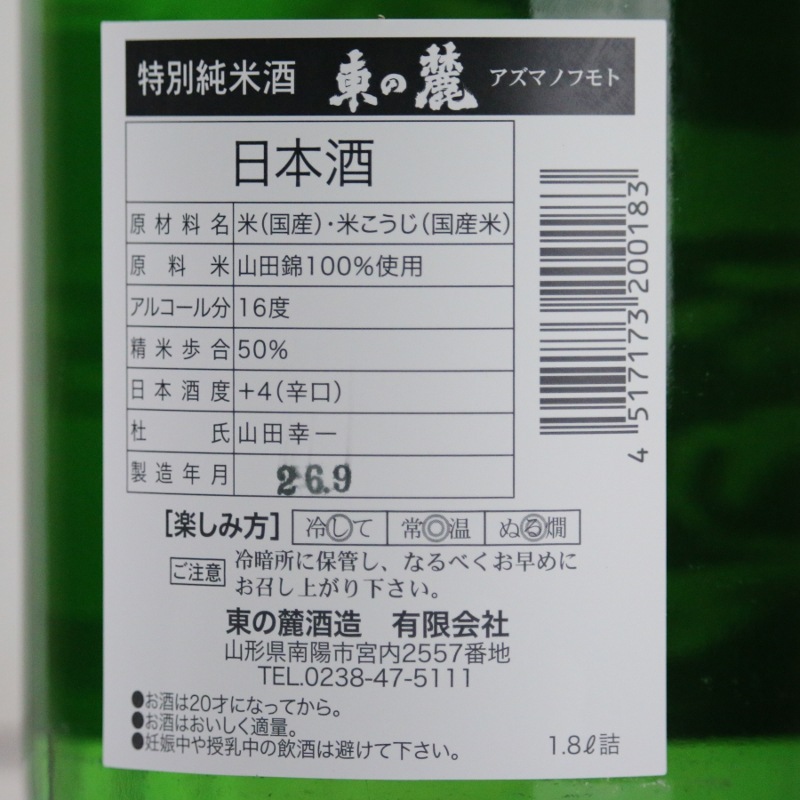 特別純米酒 東の麓 アズマノフモト
日本酒
原材料名 米(国産)・米こうじ(国産米)
原料米 山田錦100%使用
アルコール分 16度
精米歩合 50%
日本酒度 +4(辛口)
杜氏 山田幸一
製造年月 26.9
[楽しみ方] 冷して 常温 ぬる燗
ご注意 冷暗所に保管し、なるべくお早めに
お召し上がり下さい。
東の麓酒造 有限会社
山形県南陽市宮内2557番地
TEL.0238-47-5111
●お酒は20才になってから。
●お酒はおいしく適量。
●妊娠中や授乳中の飲酒は避けて下さい。
1.8ℓ詰
4 517173 200183